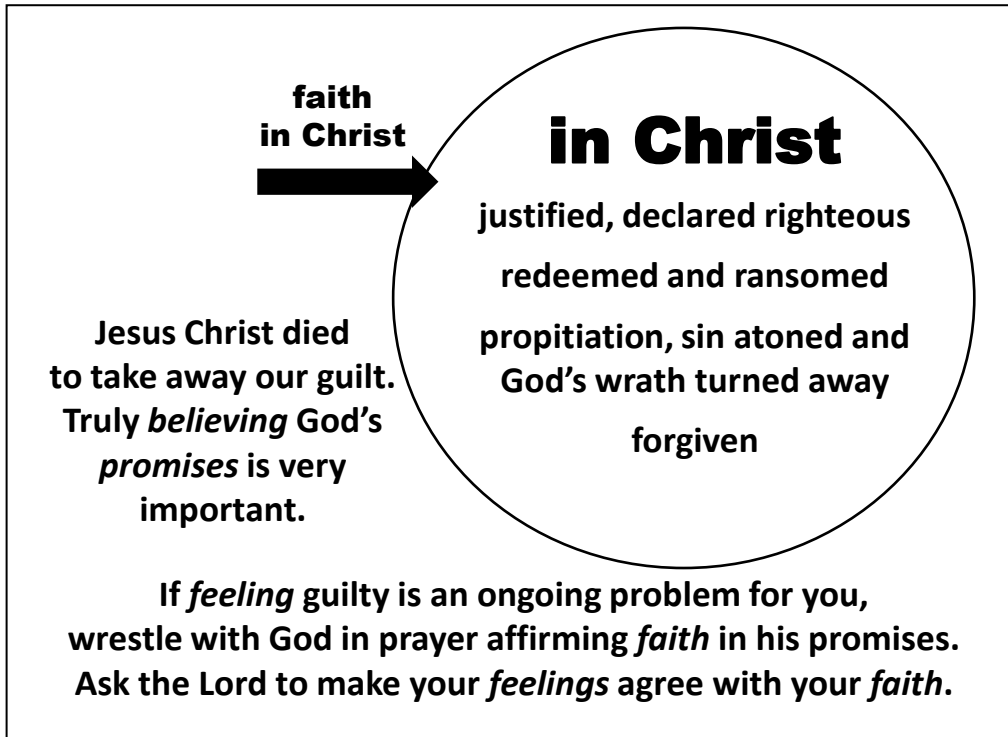 faith
in Christ
in Christ
justified, declared righteous
redeemed and ransomed
propitiation, sin atoned and
God’s wrath turned away
forgiven
Jesus Christ died
to take away our guilt.
Truly believing God’s
promises is very
important.
If feeling guilty is an ongoing problem for you,
wrestle with God in prayer affirming faith in his promises.
Ask the Lord to make your feelings agree with your faith.